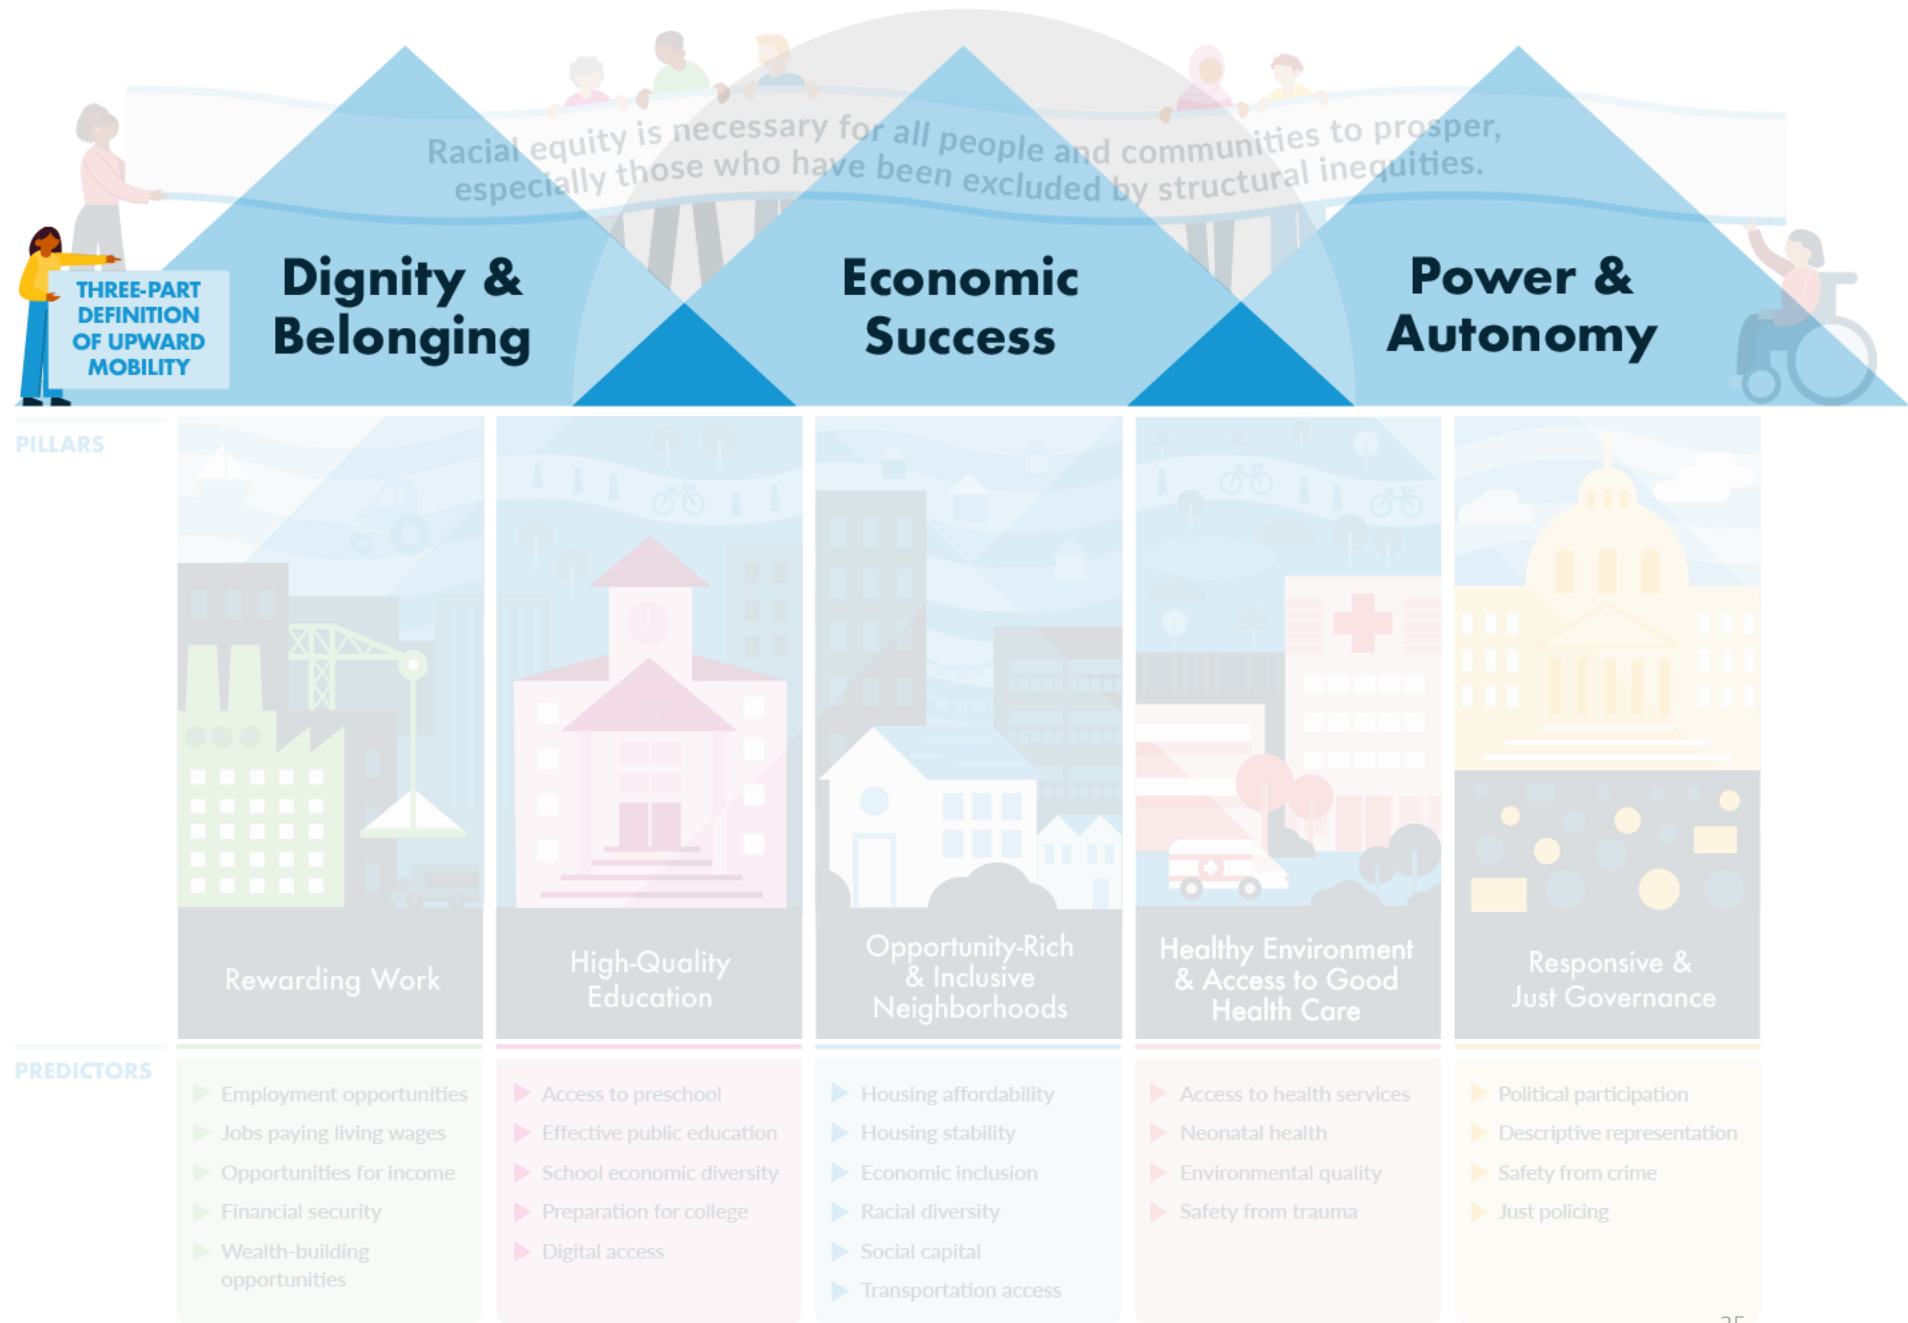 Racial equity is necessary for all people and communities to prosper,
especially those who have been excluded by structural inequities.
THREE-PART
DEFINITION
OF UPWARD
MOBILITY
Dignity &
Belonging
Economic
Success
Power &
Autonomy
PILLARS
Rewarding Work
High-Quality
Education
Opportunity-Rich
& Inclusive
Neighborhoods
Healthy Environment
& Access to Good
Health Care
Responsive &
Just Governance
PREDICTORS
Employment opportunities
Jobs paying living wages
Opportunities for income
Financial security
Wealth-building
opportunities
Access to preschool
Effective public education
School economic diversity
Preparation for college
Digital access
Housing affordability
Housing stability
Economic inclusion
Racial diversity
Social capital
Transportation access
Access to health services
Neonatal health
Environmental quality
Safety from trauma
Political participation
Descriptive representation
Safety from crime
Just policing